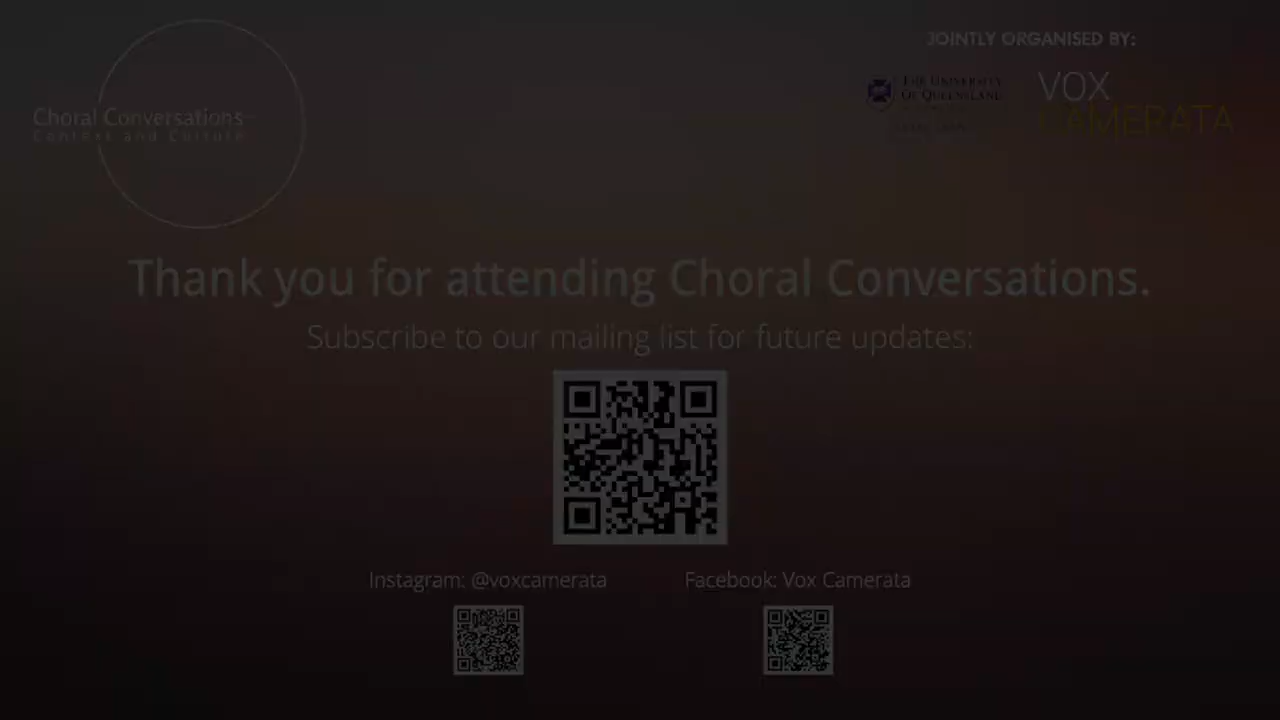 JOINTLY ORGANISED BY:
THE UNIVERSITY
OF QUEENSLAND
VOX
CAMERATA
Choral Conversations
Context and Culture
Thank you for attending Choral Conversations.
Subscribe to our mailing list for future updates:
Instagram: @voxcamerata
Facebook: Vox Camerata